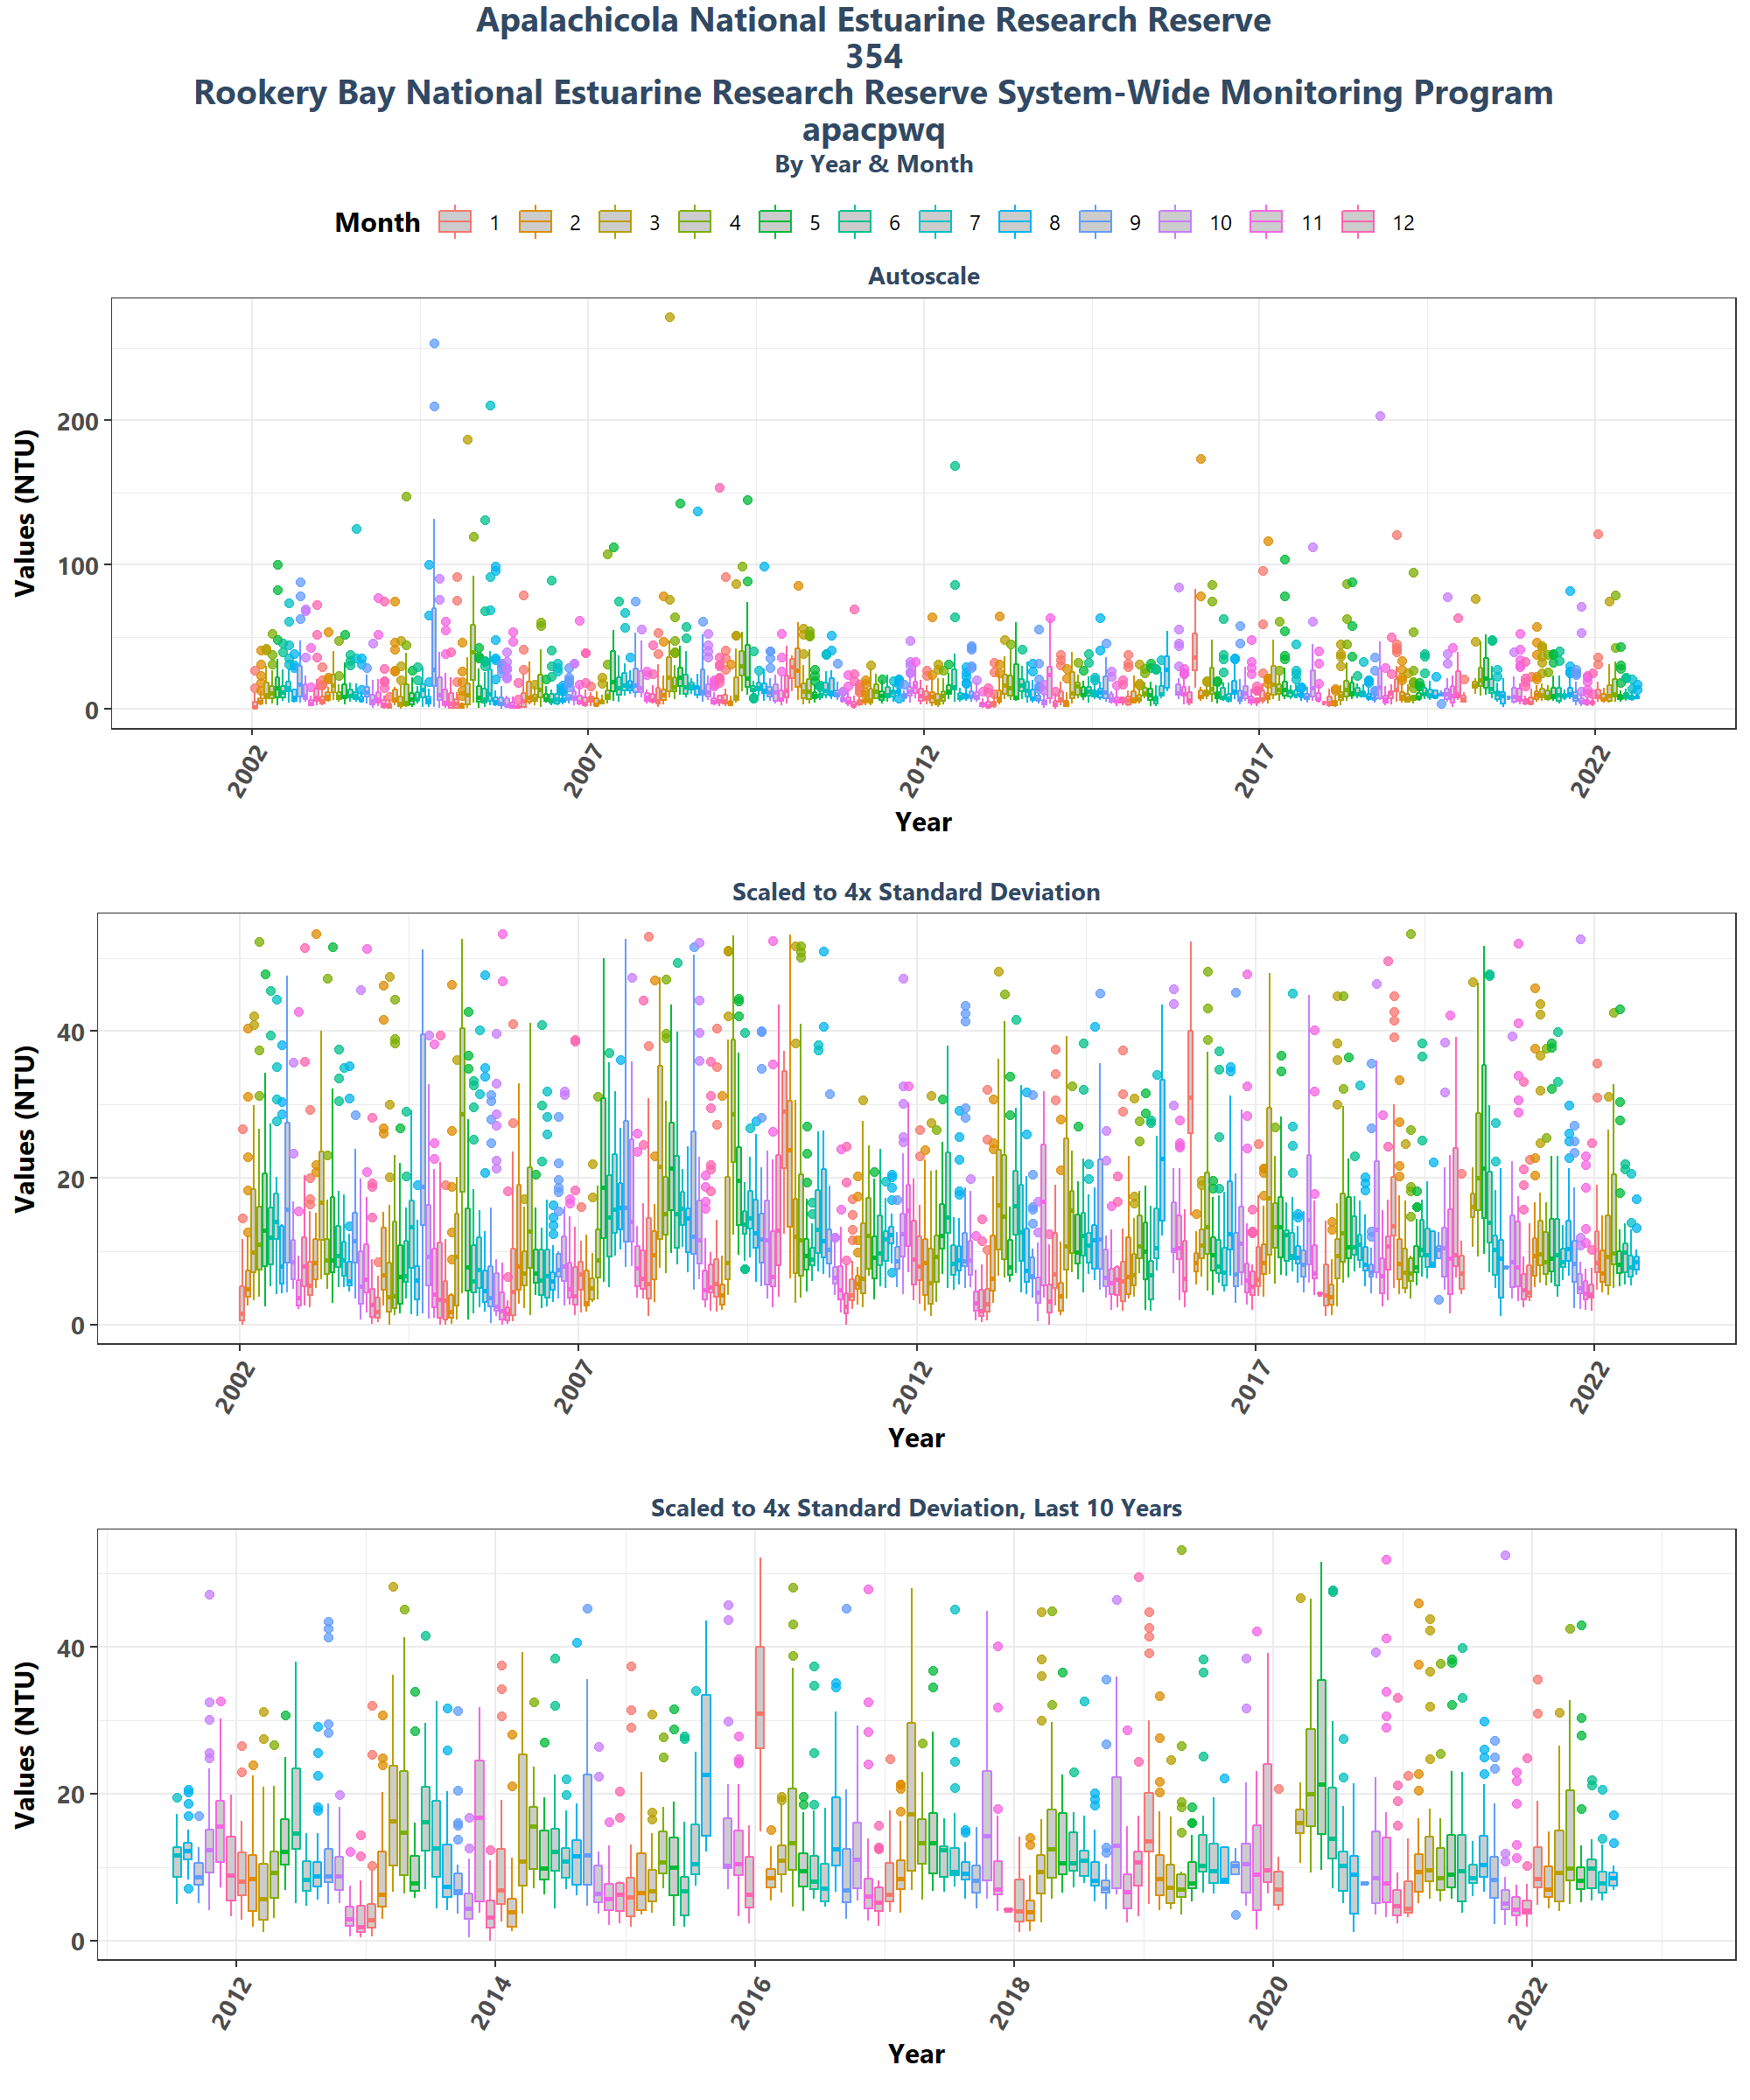 Apalachicola National Estuarine Research Reserve
354
Rookery Bay National Estuarine Research Reserve System-Wide Monitoring Program
apacpwq
By Year & Month
Month 1 2 3 4 5 6 7 8 9 10 11 12
Autoscale
Values (NTU)
200
100
0
2002 2007 2012 2017 2022
Year
Scaled to 4x Standard Deviation
Values (NTU)
40
20
0
2002 2007 2012 2017 2022
Year
Scaled to 4x Standard Deviation, Last 10 Years
Values (NTU)
40
20
0
2012 2014 2016 2018 2020 2022
Year